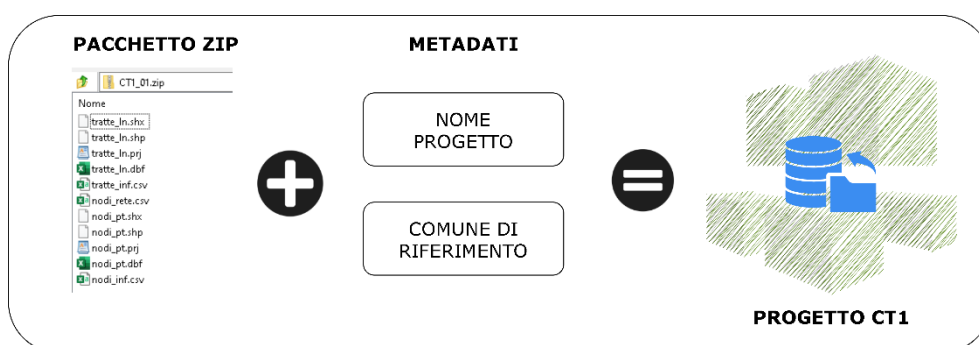 PACCHETTO ZIP
CT1_01.zip
Nome
tratte_ln.shx
tratte_ln.shp
tratte_ln.prj
tratte_ln.dbf
tratte_inf.csv
nodi_rete.csv
nodi_pt.shx
nodi_pt.shp
nodi_pt.prj
nodi_pt.dbf
nodi_inf.csv
METADATI
NOME
PROGETTO
COMUNE DI
RIFERIMENTO
PROGETTO CT1